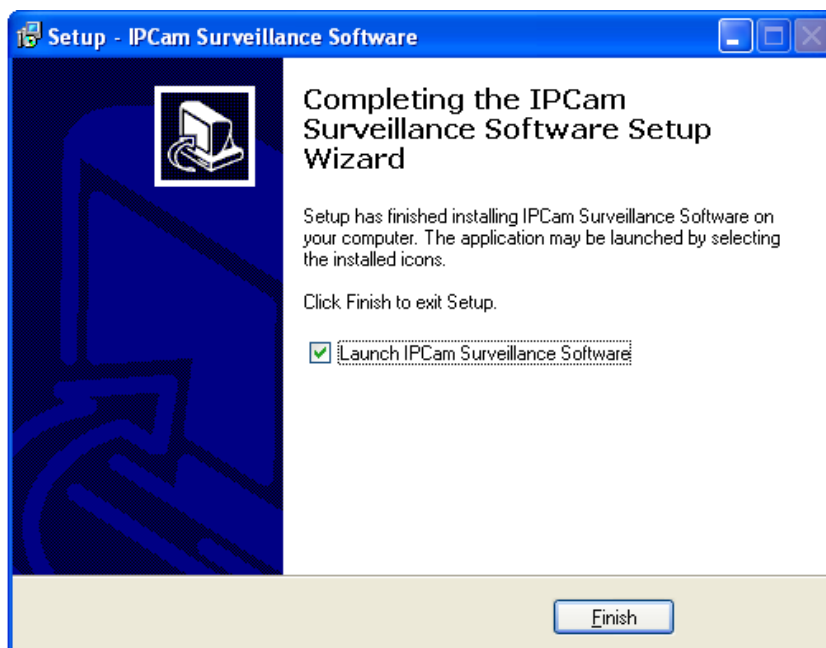 Setup - IPCam Surveillance Software
Completing the IPCam
Surveillance Software Setup
Wizard
Setup has finished installing IPCam Surveillance Software on
your computer. The application may be launched by selecting
the installed icons.
Click Finish to exit Setup.
Launch IPCam Surveillance Software
Finish